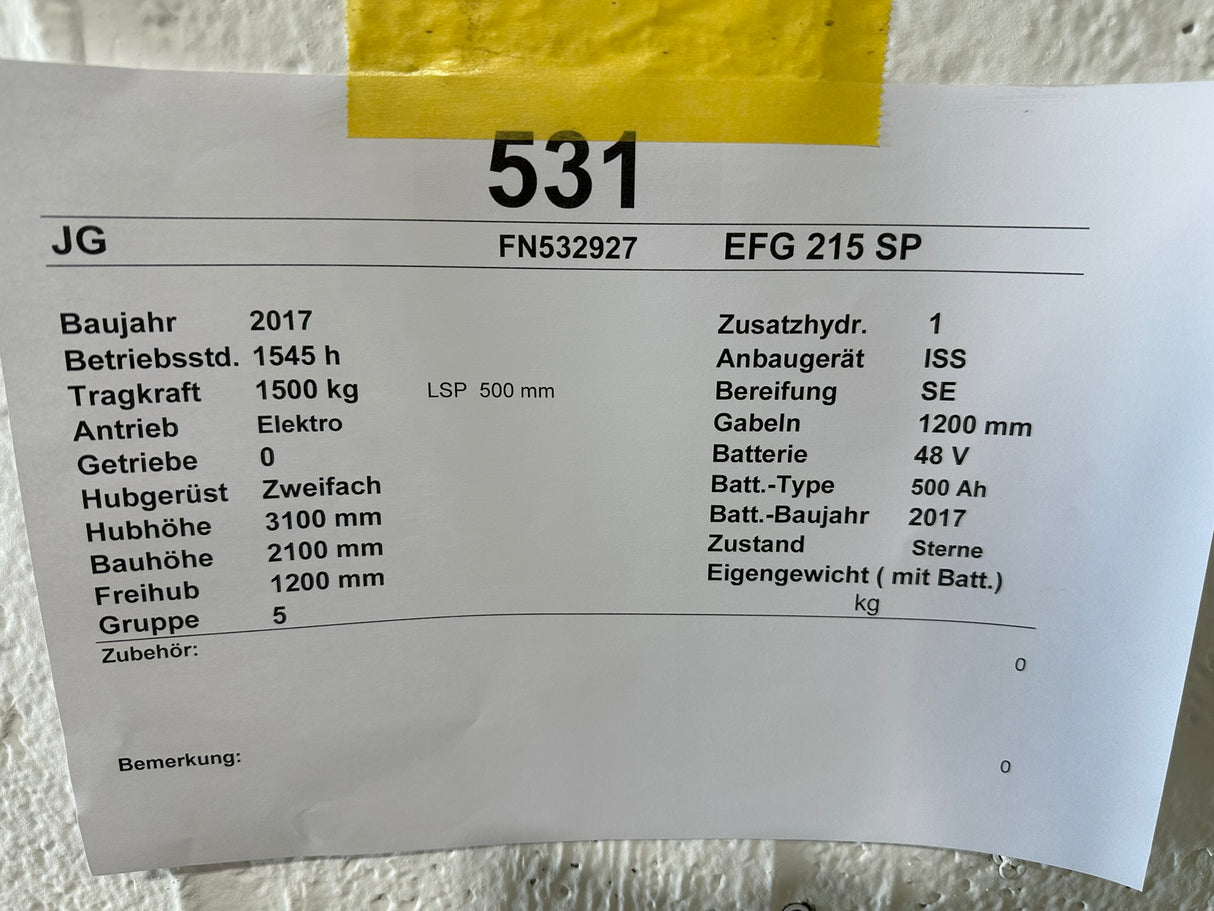 531
JG FN532927 EFG 215 SP
Baujahr 2017
Betriebsstd. 1545 h
Tragkraft 1500 kg LSP 500 mm
Antrieb Elektro
Getriebe 0
Hubgerüst Zweifach
Hubhöhe 3100 mm
Bauhöhe 2100 mm
Freihub 1200 mm
Gruppe 5
Zusatzhydr. 1
Anbaugerät ISS
Bereifung SE
Gabeln 1200 mm
Batterie 48 V
Batt.-Type 500 Ah
Batt.-Baujahr 2017
Zustand Sterne
Eigengewicht ( mit Batt.)
kg
Zubehör: 0
Bemerkung: 0